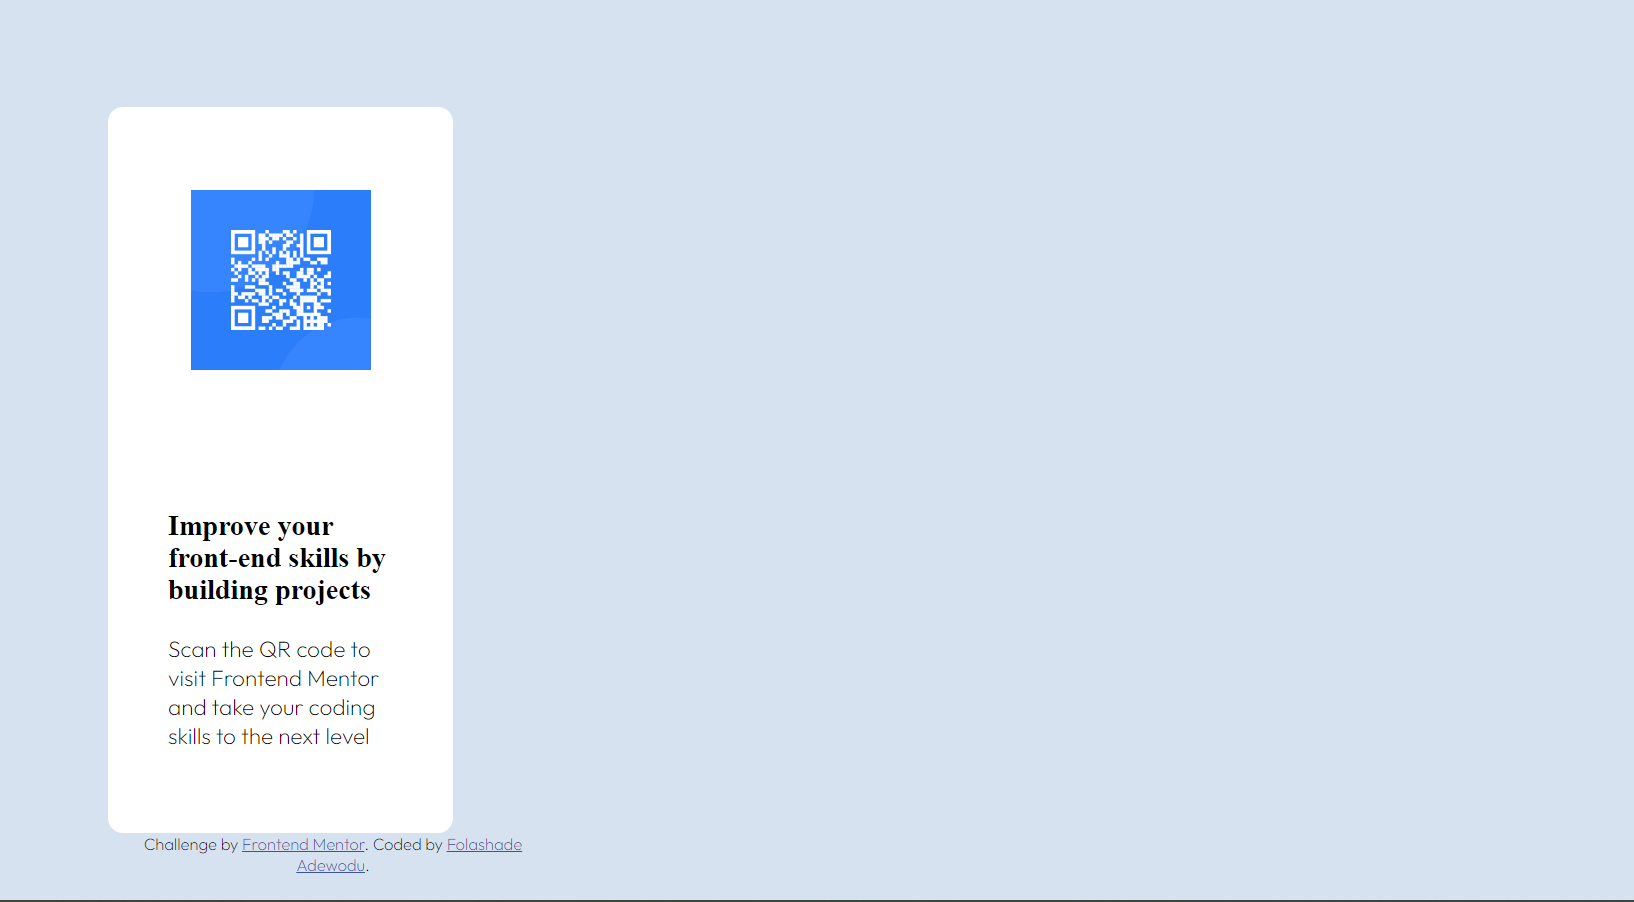 Improve your
front-end skills by
building projects
Scan the QR code to
visit Frontend Mentor
and take your coding
skills to the next level
Challenge by Frontend Mentor. Coded by Folashade
Adewodu.